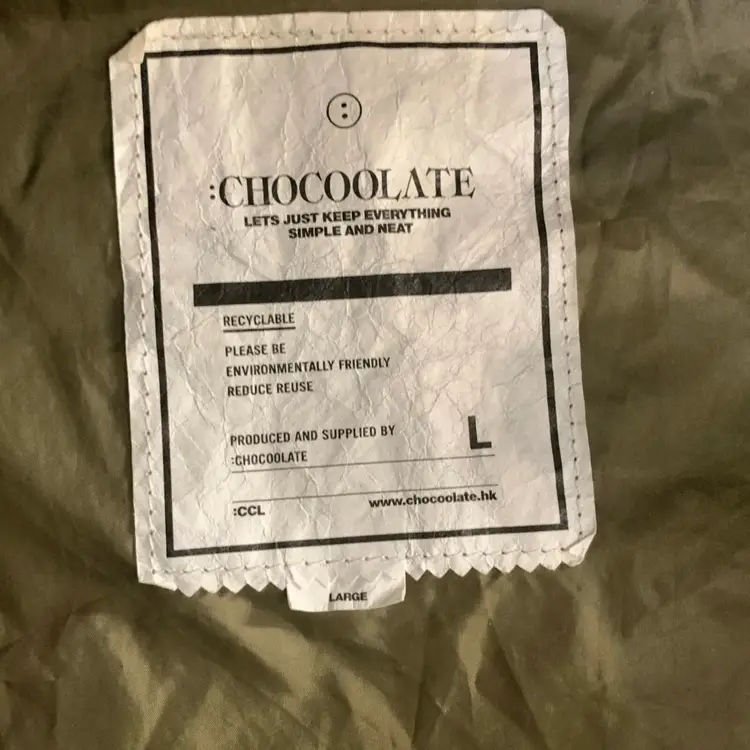 :
:CHOCOOLATE
LETS JUST KEEP EVERYTHING
SIMPLE AND NEAT
RECYCLABLE
PLEASE BE
ENVIRONMENTALLY FRIENDLY
REDUCE REUSE
PRODUCED AND SUPPLIED BY
:CHOCOOLATE
L
:CCL
www.chocoolate.hk
LARGE